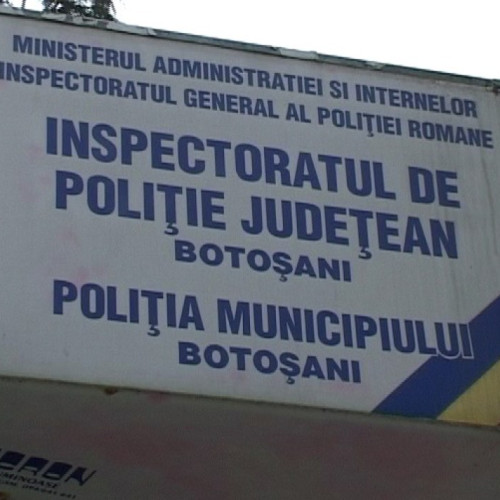 MINISTERUL ADMINISTRATIEI SI INTERNELOR
INSPECTORATUL GENERAL AL POLIŢIEI ROMANE
INSPECTORATUL DE
POLIŢIE JUDEŢEAN
BOTOŞANI
POLIŢIA MUNICIPIULUI
BOTOŞANI